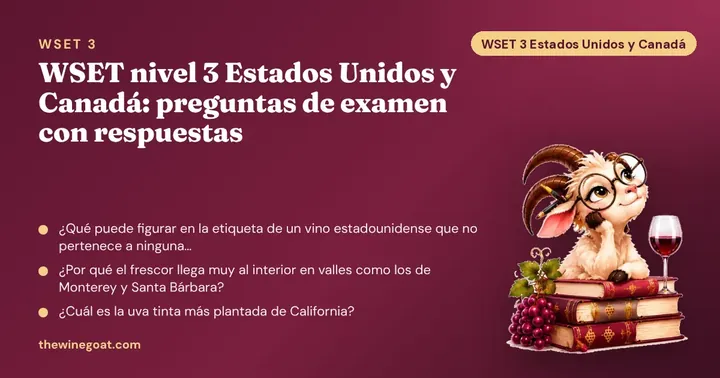 WSET 3
WSET 3 Estados Unidos y Canadá
WSET nivel 3 Estados Unidos y
Canadá: preguntas de examen
con respuestas
¿Qué puede figurar en la etiqueta de un vino estadounidense que no
pertenece a ninguna...
¿Por qué el frescor llega muy al interior en valles como los de
Monterey y Santa Bárbara?
¿Cuál es la uva tinta más plantada de California?
thewinegoat.com